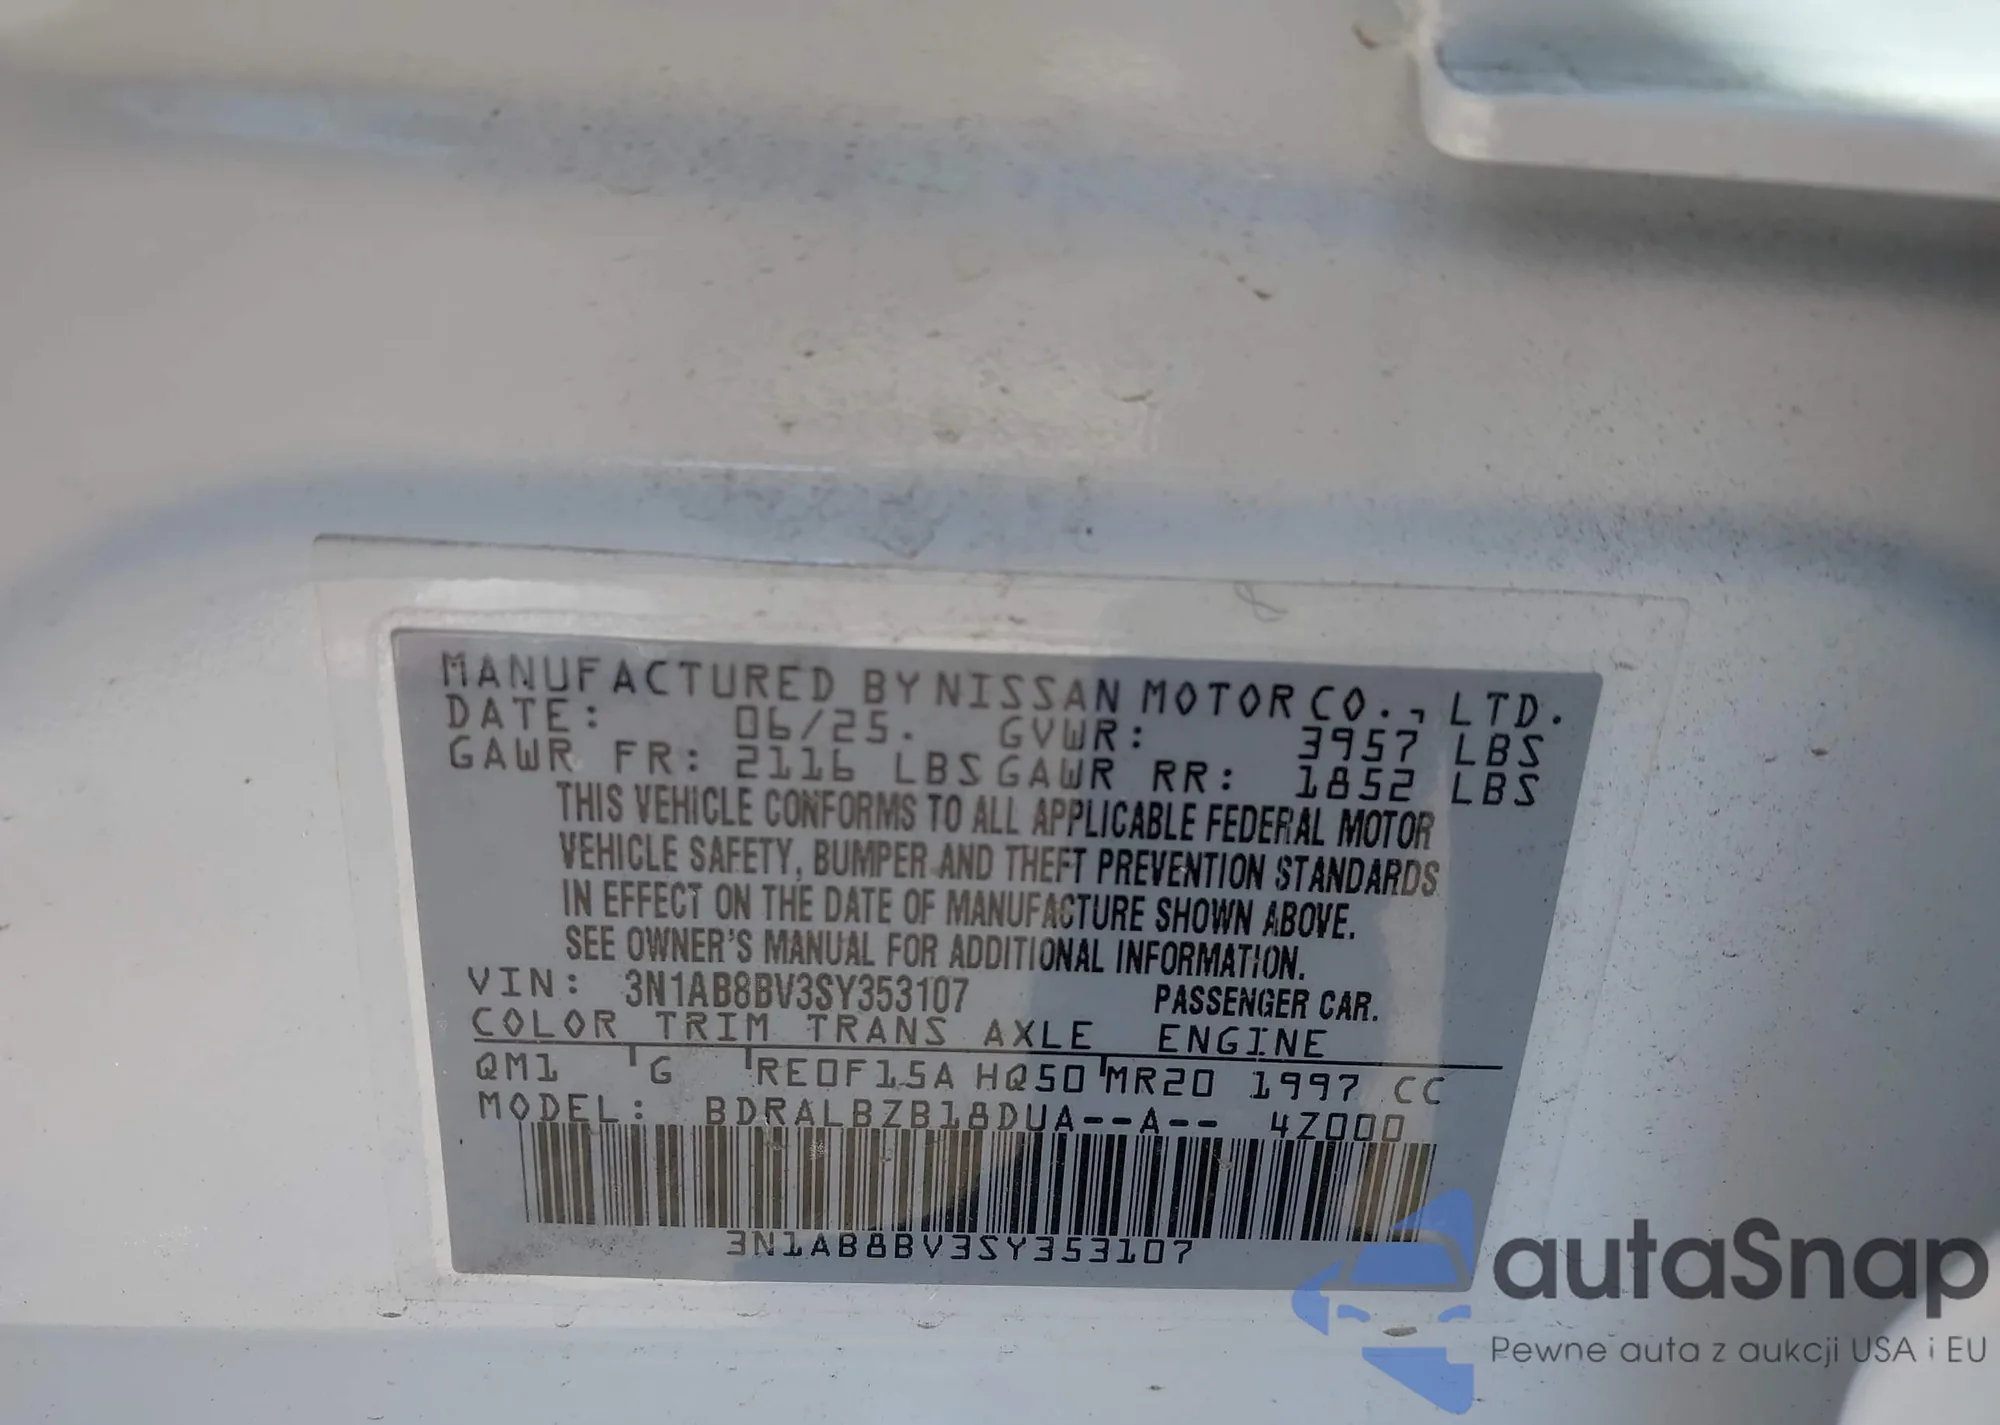 MANUFACTURED BY NISSAN MOTOR CO., LTD.
DATE: 06/25. GVWR: 3957 LBS
GAWR FR: 2116 LBS GAWR RR: 1852 LBS
THIS VEHICLE CONFORMS TO ALL APPLICABLE FEDERAL MOTOR
VEHICLE SAFETY, BUMPER AND THEFT PREVENTION STANDARDS
IN EFFECT ON THE DATE OF MANUFACTURE SHOWN ABOVE.
SEE OWNER'S MANUAL FOR ADDITIONAL INFORMATION.
VIN: 3N1AB8BV3SY353107 PASSENGER CAR.
COLOR TRIM TRANS AXLE ENGINE
QM1 G RE0F15A HQ50 MR20 1997 CC
MODEL: BDRALBZB18DUA--A-- 4Z000
3N1AB8BV3SY353107
autaSnap
Pewne auta z aukcji USA i EU